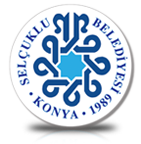 SELÇUKLU BELEDİYESİ
• KONYA • 1989